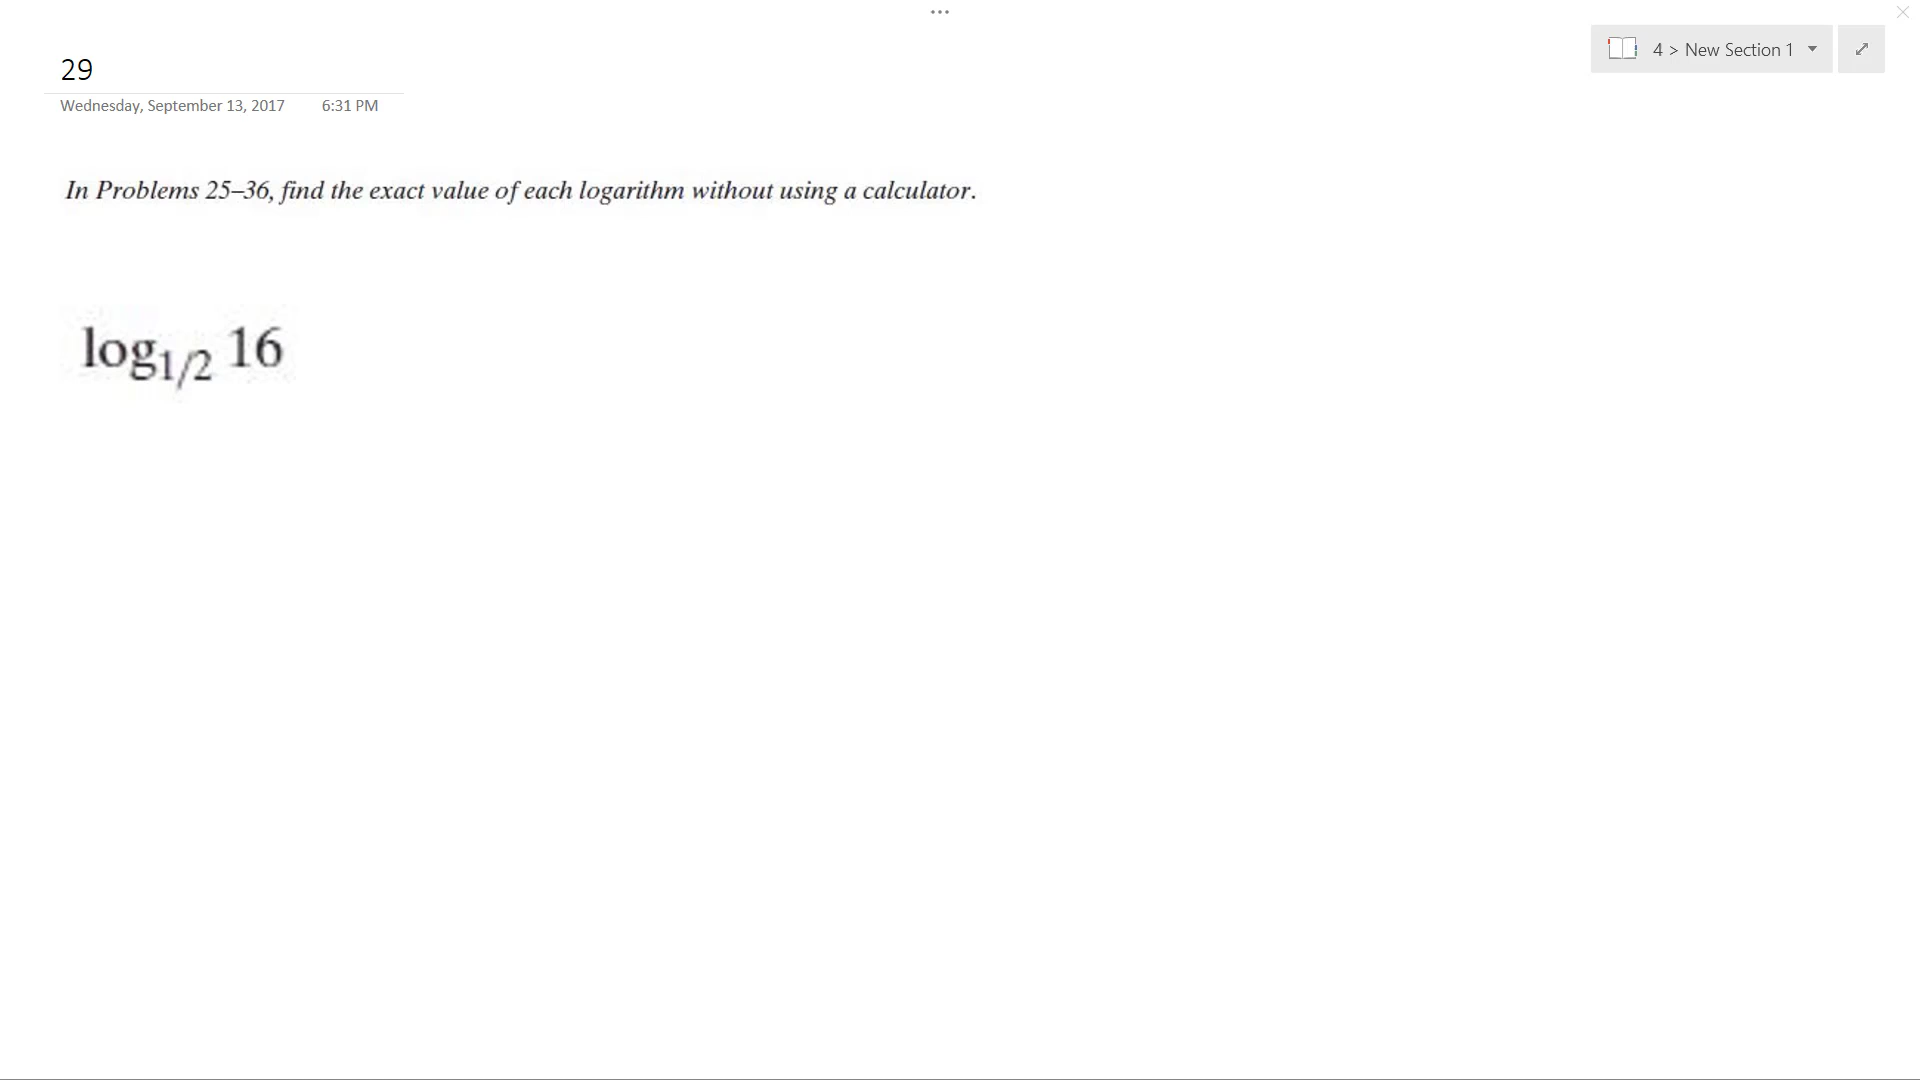 29
4 > New Section 1
Wednesday, September 13, 2017 6:31 PM
In Problems 25–36, find the exact value of each logarithm without using a calculator.
log1/2 16